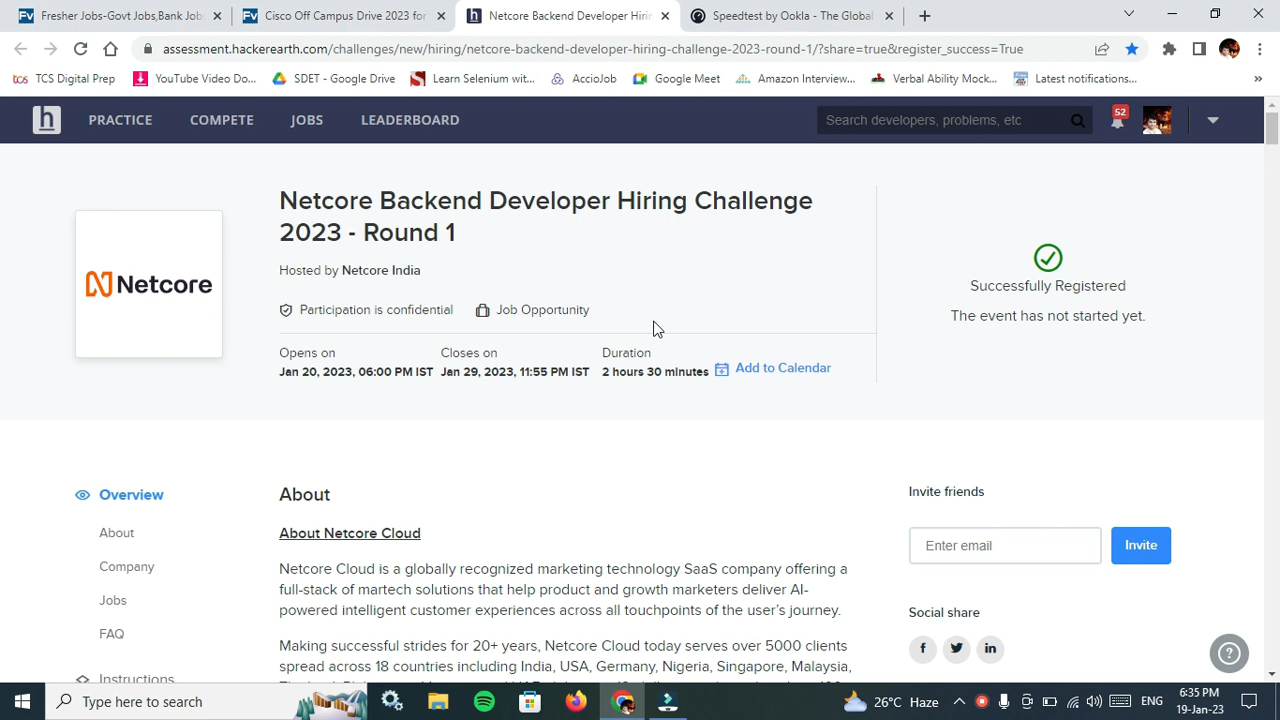 Fresher Jobs-Govt Jobs,Bank Job
Cisco Off Campus Drive 2023 for
Netcore Backend Developer Hirin
Speedtest by Ookla - The Global
assessment.hackerearth.com/challenges/new/hiring/netcore-backend-developer-hiring-challenge-2023-round-1/?share=true&register_success=True
TCS Digital Prep
YouTube Video Do...
SDET - Google Drive
Learn Selenium wit...
AccioJob
Google Meet
Amazon Interview...
Verbal Ability Mock...
Latest notifications...
»
h PRACTICE COMPETE JOBS LEADERBOARD
Search developers, problems, etc
52
Netcore
Netcore Backend Developer Hiring Challenge
2023 - Round 1
Hosted by Netcore India
Participation is confidential
Job Opportunity
Opens on
Jan 20, 2023, 06:00 PM IST
Closes on
Jan 29, 2023, 11:55 PM IST
Duration
2 hours 30 minutes
Add to Calendar
Successfully Registered
The event has not started yet.
Overview
About
Company
Jobs
FAQ
Instructions
About
About Netcore Cloud
Netcore Cloud is a globally recognized marketing technology SaaS company offering a
full-stack of martech solutions that help product and growth marketers deliver AI-
powered intelligent customer experiences across all touchpoints of the user's journey.
Making successful strides for 20+ years, Netcore Cloud today serves over 5000 clients
spread across 18 countries including India, USA, Germany, Nigeria, Singapore, Malaysia,
Invite friends
Enter email
Invite
Social share
f
in
?
Type here to search
26°C Haze
ENG
6:35 PM
19-Jan-23